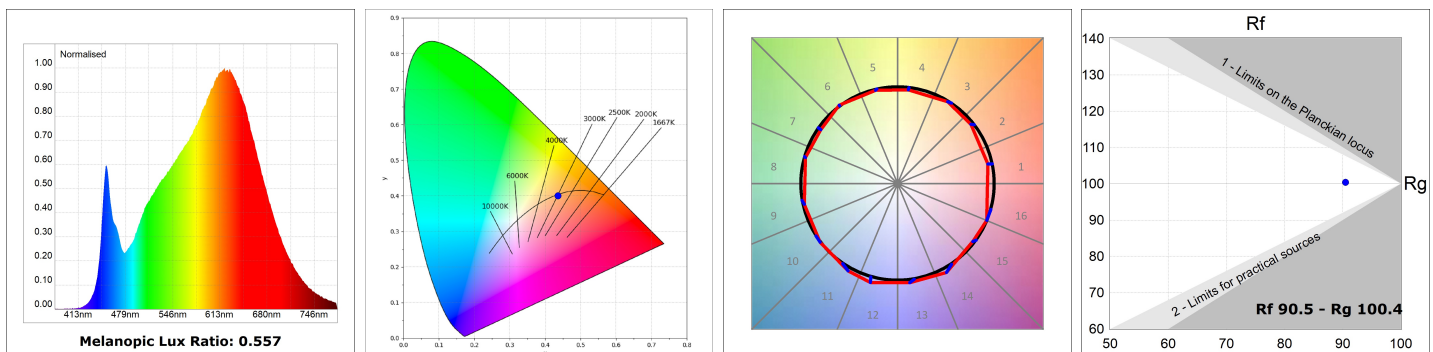 Normalised
1.00
0.90
0.80
0.70
0.60
0.50
0.40
0.30
0.20
0.10
0.00
413nm 479nm 546nm 613nm 680nm 746nm
Melanopic Lux Ratio: 0.557
0.9
0.8
0.7
0.6
0.5
0.4
0.3
0.2
0.1
0.0
y
0.0 0.1 0.2 0.3 0.4 0.5 0.6 0.7 0.8
10000K
6000K
4000K
3000K
2500K
2000K
1667K
5 4
6 3
7 2
8 1
9 16
10 15
11 14
12 13
Rf
140
130
120
110
100
90
80
70
60
Rg
1 - Limits on the Planckian locus
2 - Limits for practical sources
Rf 90.5 - Rg 100.4
50 60 70 80 90 100